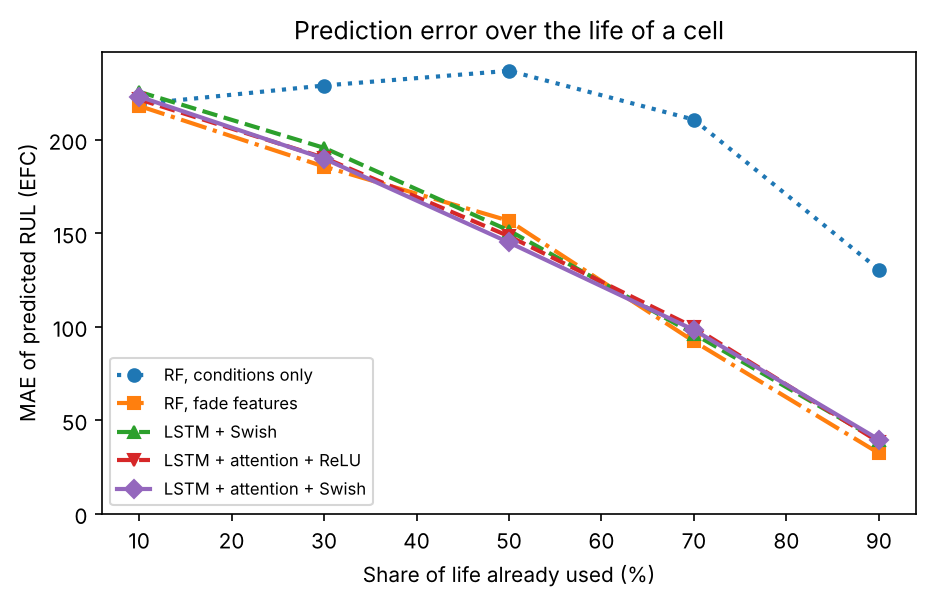 Prediction error over the life of a cell
MAE of predicted RUL (EFC)
200
150
100
50
0
RF, conditions only
RF, fade features
LSTM + Swish
LSTM + attention + ReLU
LSTM + attention + Swish
10 20 30 40 50 60 70 80 90
Share of life already used (%)